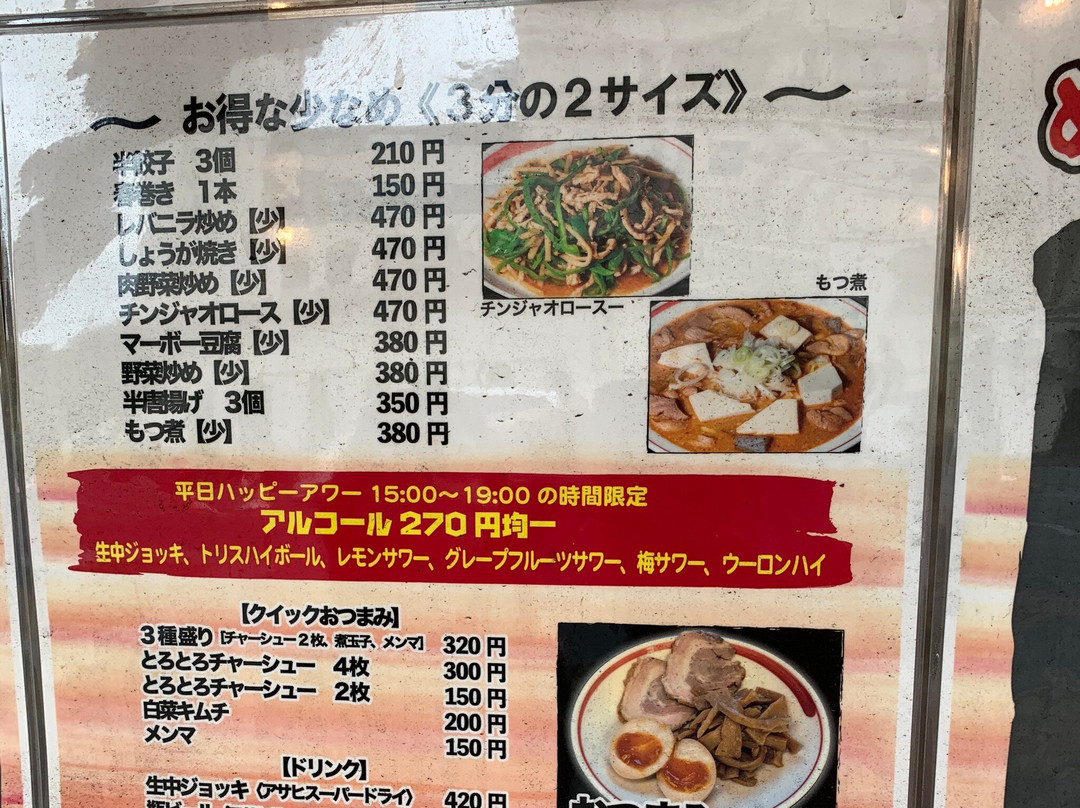 〜 お得な少なめ《３分の２サイズ》 〜
半餃子 3個 210円
春巻き 1本 150円
レバニラ炒め【少】 470円
しょうが焼き【少】 470円
肉野菜炒め【少】 470円
チンジャオロース【少】 470円
マーボー豆腐【少】 380円
野菜炒め【少】 380円
半唐揚げ 3個 350円
もつ煮【少】 380円
チンジャオロースー
もつ煮
平日ハッピーアワー 15:00〜19:00 の時間限定
アルコール 270円均一
生中ジョッキ、トリスハイボール、レモンサワー、グレープフルーツサワー、梅サワー、ウーロンハイ
【クイックおつまみ】
３種盛り［チャーシュー２枚、煮玉子、メンマ］ 320円
とろとろチャーシュー 4枚 300円
とろとろチャーシュー 2枚 150円
白菜キムチ 200円
メンマ 150円
【ドリンク】
生中ジョッキ〈アサヒスーパードライ〉 420円